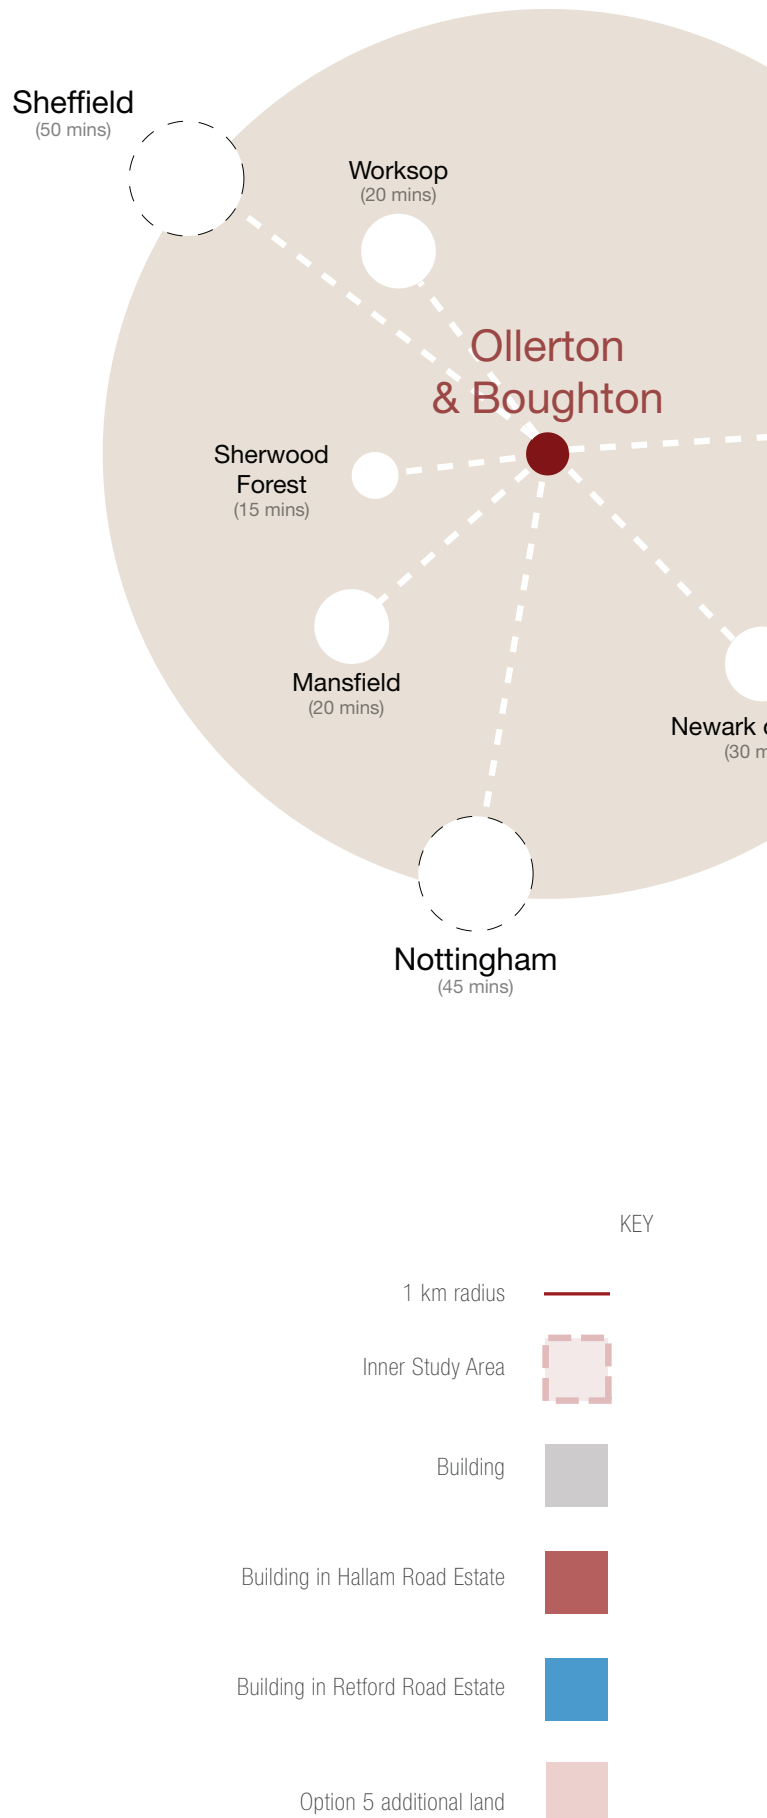 Sheffield
(50 mins)
Worksop
(20 mins)
Ollerton
& Boughton
Sherwood
Forest
(15 mins)
Mansfield
(20 mins)
Newark
(30
Nottingham
(45 mins)
KEY
1 km radius
Inner Study Area
Building
Building in Hallam Road Estate
Building in Retford Road Estate
Option 5 additional land